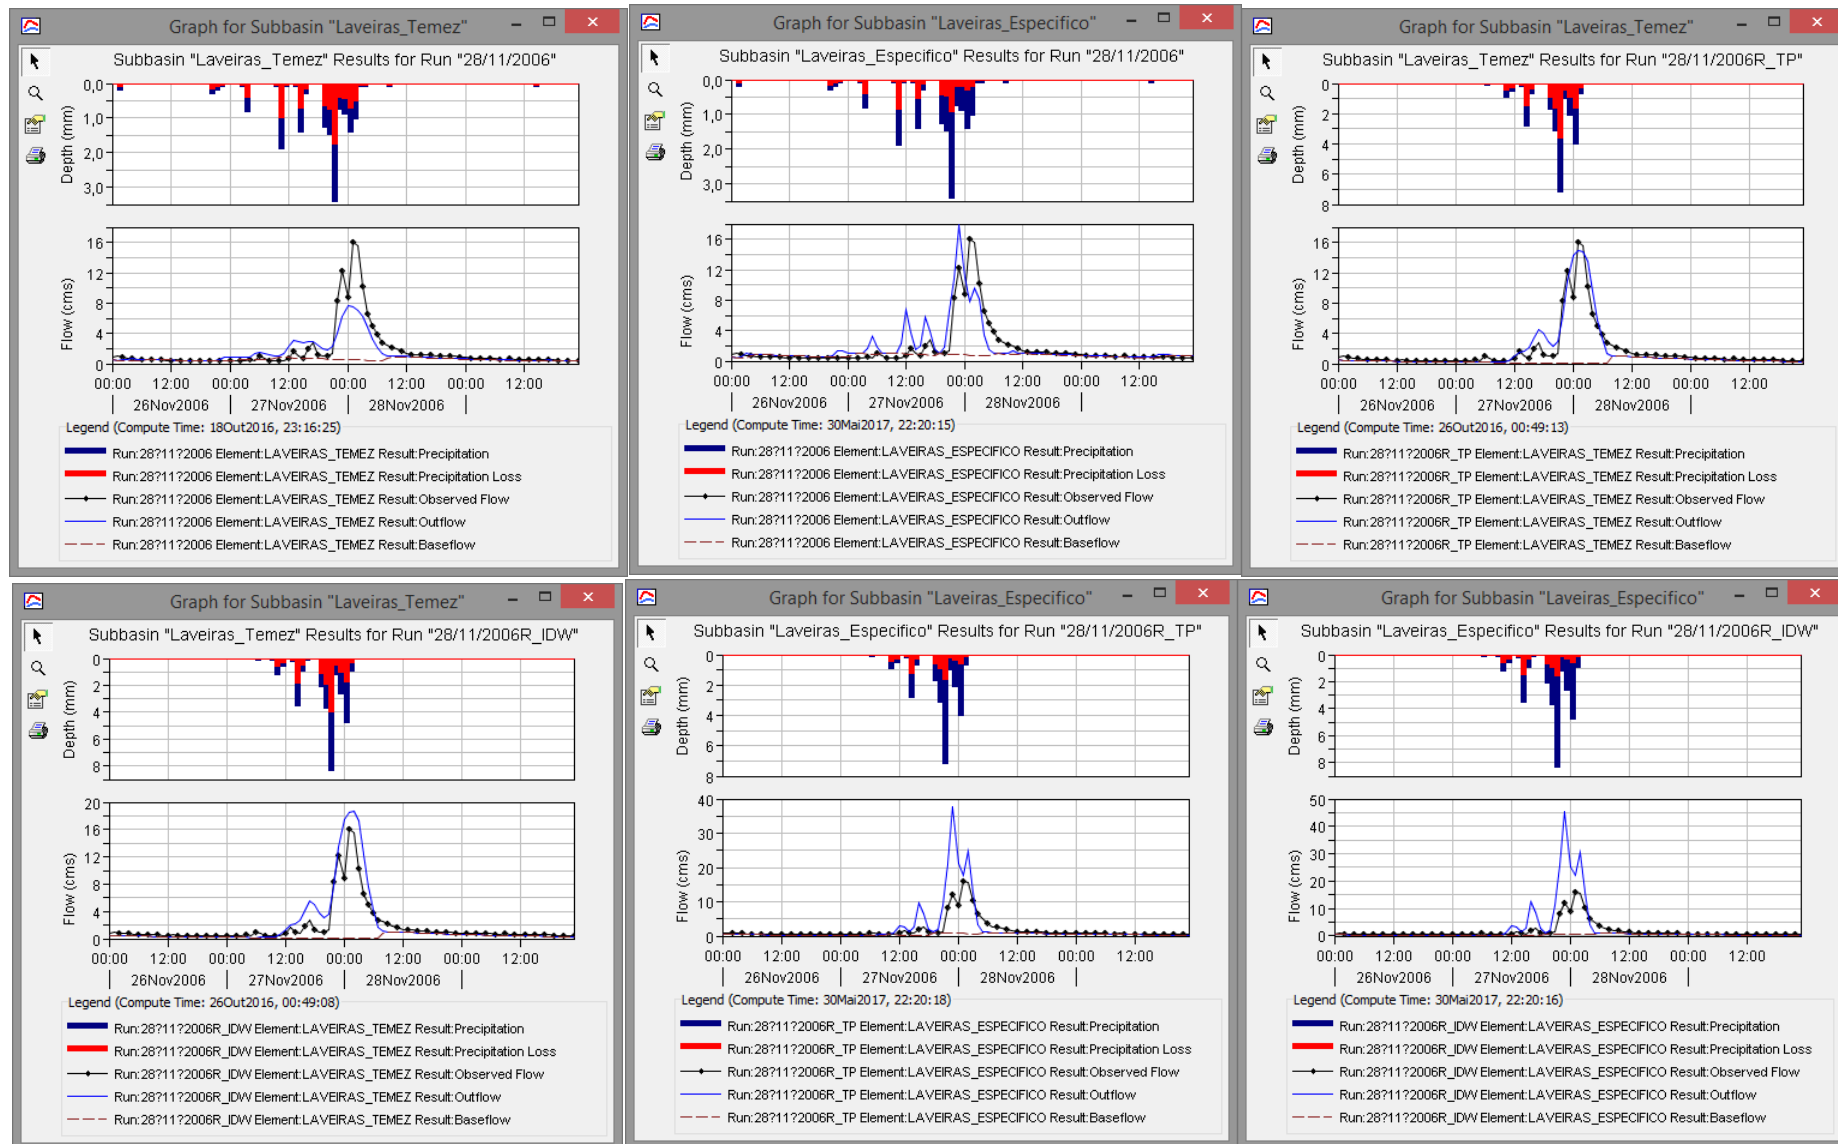 Graph for Subbasin "Laveiras_Temez"
Subbasin "Laveiras_Temez" Results for Run "28/11/2006"
0,0
1,0
2,0
3,0
Depth (mm)
16
12
8
4
0
Flow (cms)
00:00 12:00 00:00 12:00 00:00 12:00 00:00 12:00
26Nov2006 27Nov2006 28Nov2006
Legend (Compute Time: 18Out2016, 23:16:25)
Run:28?11?2006 Element:LAVEIRAS_TEMEZ Result:Precipitation
Run:28?11?2006 Element:LAVEIRAS_TEMEZ Result:Precipitation Loss
Run:28?11?2006 Element:LAVEIRAS_TEMEZ Result:Observed Flow
Run:28?11?2006 Element:LAVEIRAS_TEMEZ Result:Outflow
Run:28?11?2006 Element:LAVEIRAS_TEMEZ Result:Baseflow
Graph for Subbasin "Laveiras_Especifico"
Subbasin "Laveiras_Especifico" Results for Run "28/11/2006"
0,0
1,0
2,0
3,0
Depth (mm)
16
12
8
4
0
Flow (cms)
00:00 12:00 00:00 12:00 00:00 12:00 00:00 12:00
26Nov2006 27Nov2006 28Nov2006
Legend (Compute Time: 30Mai2017, 22:20:15)
Run:28?11?2006 Element:LAVEIRAS_ESPECIFICO Result:Precipitation
Run:28?11?2006 Element:LAVEIRAS_ESPECIFICO Result:Precipitation Loss
Run:28?11?2006 Element:LAVEIRAS_ESPECIFICO Result:Observed Flow
Run:28?11?2006 Element:LAVEIRAS_ESPECIFICO Result:Outflow
Run:28?11?2006 Element:LAVEIRAS_ESPECIFICO Result:Baseflow
Graph for Subbasin "Laveiras_Temez"
Subbasin "Laveiras_Temez" Results for Run "28/11/2006R_TP"
0
2
4
6
8
Depth (mm)
16
12
8
4
0
Flow (cms)
00:00 12:00 00:00 12:00 00:00 12:00 00:00 12:00
26Nov2006 27Nov2006 28Nov2006
Legend (Compute Time: 26Out2016, 00:49:13)
Run:28?11?2006R_TP Element:LAVEIRAS_TEMEZ Result:Precipitation
Run:28?11?2006R_TP Element:LAVEIRAS_TEMEZ Result:Precipitation Loss
Run:28?11?2006R_TP Element:LAVEIRAS_TEMEZ Result:Observed Flow
Run:28?11?2006R_TP Element:LAVEIRAS_TEMEZ Result:Outflow
Run:28?11?2006R_TP Element:LAVEIRAS_TEMEZ Result:Baseflow
Graph for Subbasin "Laveiras_Temez"
Subbasin "Laveiras_Temez" Results for Run "28/11/2006R_IDW"
0
2
4
6
8
Depth (mm)
20
16
12
8
4
0
Flow (cms)
00:00 12:00 00:00 12:00 00:00 12:00 00:00 12:00
26Nov2006 27Nov2006 28Nov2006
Legend (Compute Time: 26Out2016, 00:49:08)
Run:28?11?2006R_IDW Element:LAVEIRAS_TEMEZ Result:Precipitation
Run:28?11?2006R_IDW Element:LAVEIRAS_TEMEZ Result:Precipitation Loss
Run:28?11?2006R_IDW Element:LAVEIRAS_TEMEZ Result:Observed Flow
Run:28?11?2006R_IDW Element:LAVEIRAS_TEMEZ Result:Outflow
Run:28?11?2006R_IDW Element:LAVEIRAS_TEMEZ Result:Baseflow
Graph for Subbasin "Laveiras_Especifico"
Subbasin "Laveiras_Especifico" Results for Run "28/11/2006R_TP"
0
2
4
6
8
Depth (mm)
40
30
20
10
0
Flow (cms)
00:00 12:00 00:00 12:00 00:00 12:00 00:00 12:00
26Nov2006 27Nov2006 28Nov2006
Legend (Compute Time: 30Mai2017, 22:20:18)
Run:28?11?2006R_TP Element:LAVEIRAS_ESPECIFICO Result:Precipitation
Run:28?11?2006R_TP Element:LAVEIRAS_ESPECIFICO Result:Precipitation Loss
Run:28?11?2006R_TP Element:LAVEIRAS_ESPECIFICO Result:Observed Flow
Run:28?11?2006R_TP Element:LAVEIRAS_ESPECIFICO Result:Outflow
Run:28?11?2006R_TP Element:LAVEIRAS_ESPECIFICO Result:Baseflow
Graph for Subbasin "Laveiras_Especifico"
Subbasin "Laveiras_Especifico" Results for Run "28/11/2006R_IDW"
0
2
4
6
8
Depth (mm)
50
40
30
20
10
0
Flow (cms)
00:00 12:00 00:00 12:00 00:00 12:00 00:00 12:00
26Nov2006 27Nov2006 28Nov2006
Legend (Compute Time: 30Mai2017, 22:20:16)
Run:28?11?2006R_IDW Element:LAVEIRAS_ESPECIFICO Result:Precipitation
Run:28?11?2006R_IDW Element:LAVEIRAS_ESPECIFICO Result:Precipitation Loss
Run:28?11?2006R_IDW Element:LAVEIRAS_ESPECIFICO Result:Observed Flow
Run:28?11?2006R_IDW Element:LAVEIRAS_ESPECIFICO Result:Outflow
Run:28?11?2006R_IDW Element:LAVEIRAS_ESPECIFICO Result:Baseflow